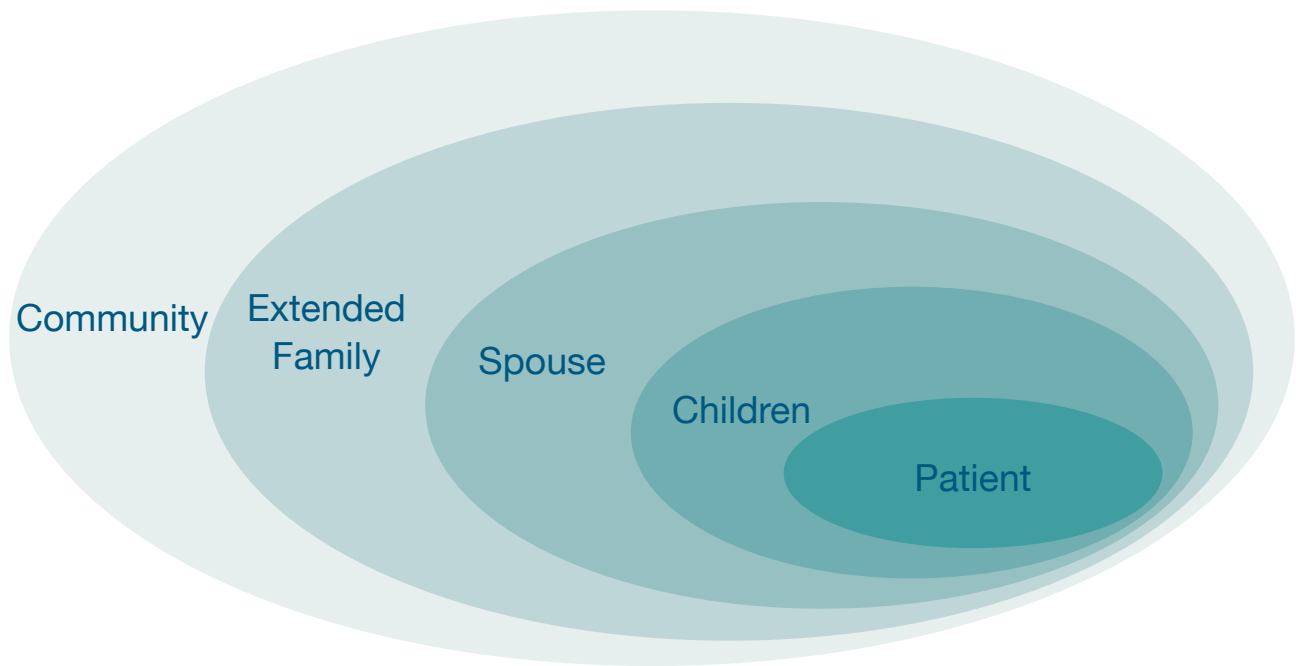 Community
Extended
Family
Spouse
Children
Patient